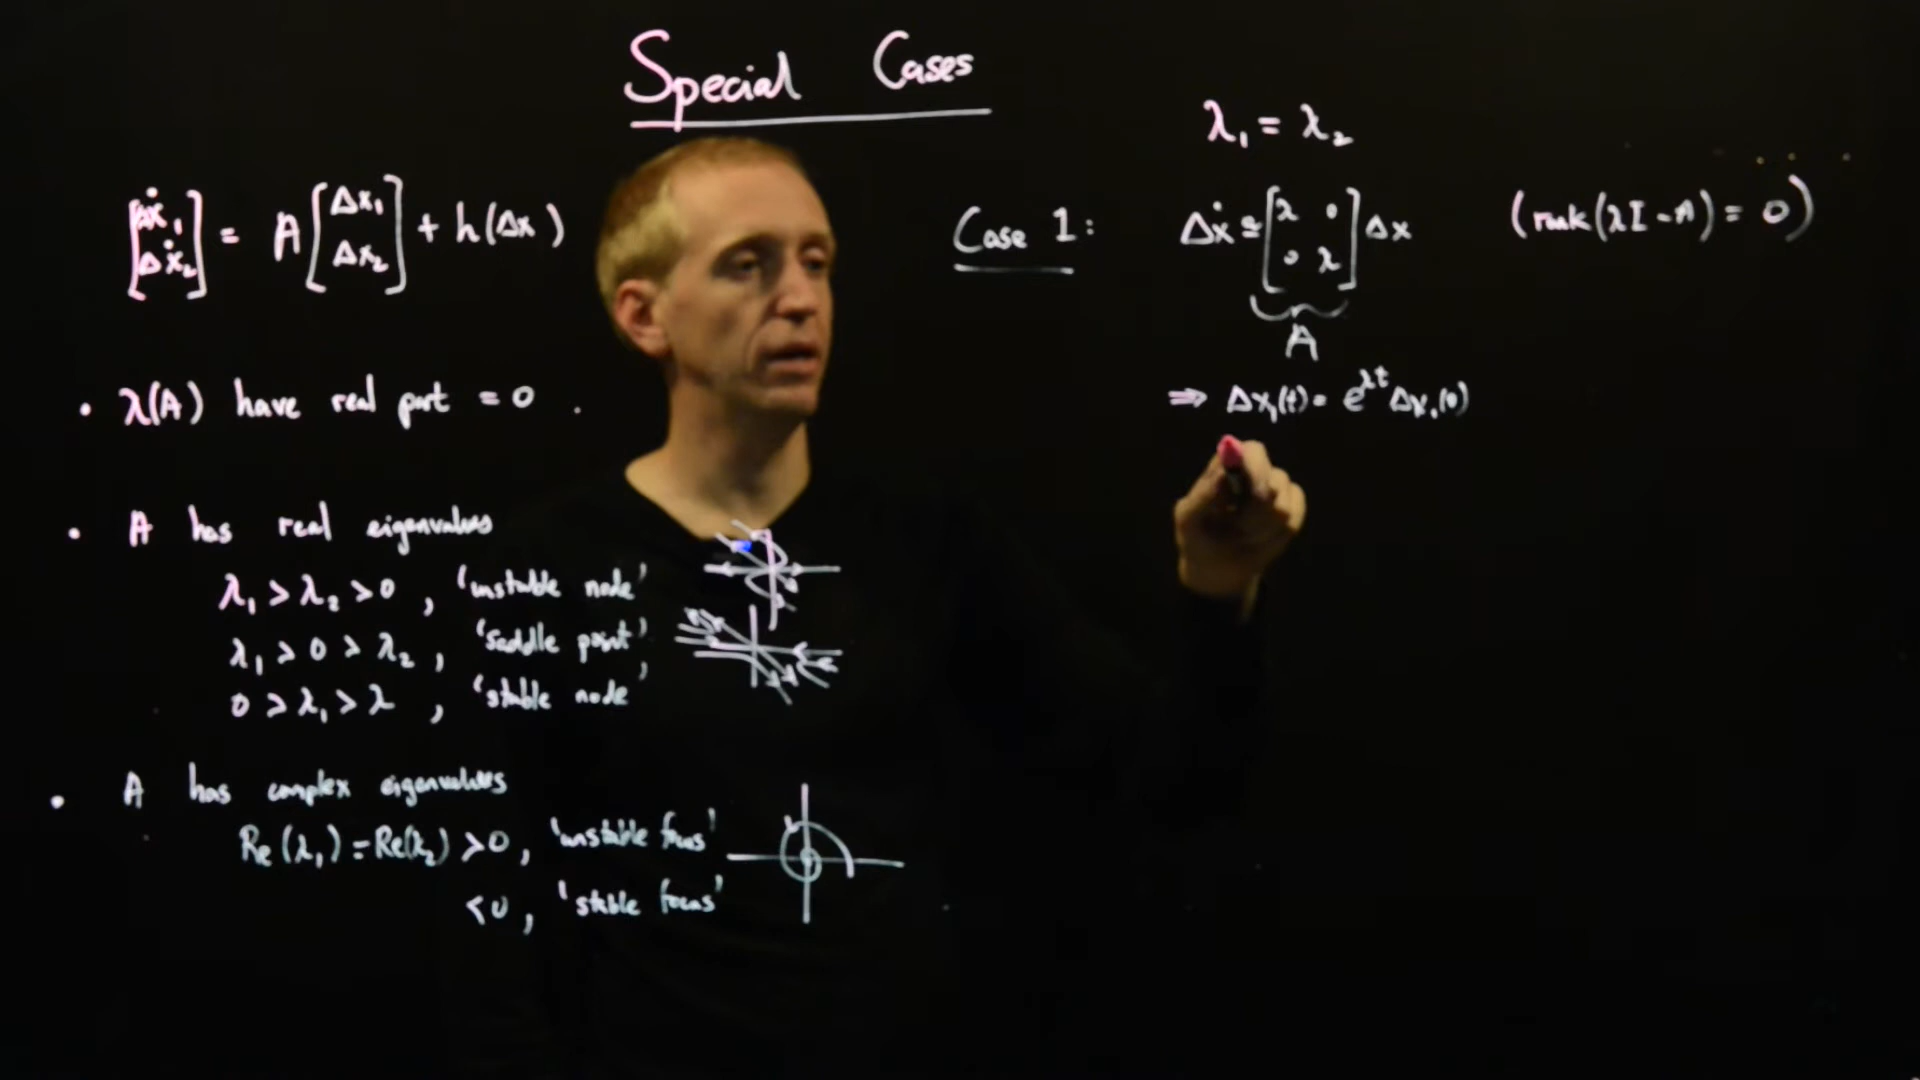 Special Cases
[Δẋ₁ Δẋ₂] = A [Δx₁ Δx₂] + h(Δx)
• λ(A) have real part = 0 .
• A has real eigenvalues
λ₁ > λ₂ > 0 , 'unstable node'
λ₁ > 0 > λ₂ , 'saddle point'
0 > λ₁ > λ , 'stable node'
• A has complex eigenvalues
Re(λ₁) = Re(λ₂) > 0 , 'unstable focus'
< 0 , 'stable focus'
λ₁ = λ₂
Case 1: Δẋ ≅ [λ 0 0 λ] Δx (rank(λI - A) = 0)
A
⇒ Δx₁(t) = e^λt Δx₁(0)